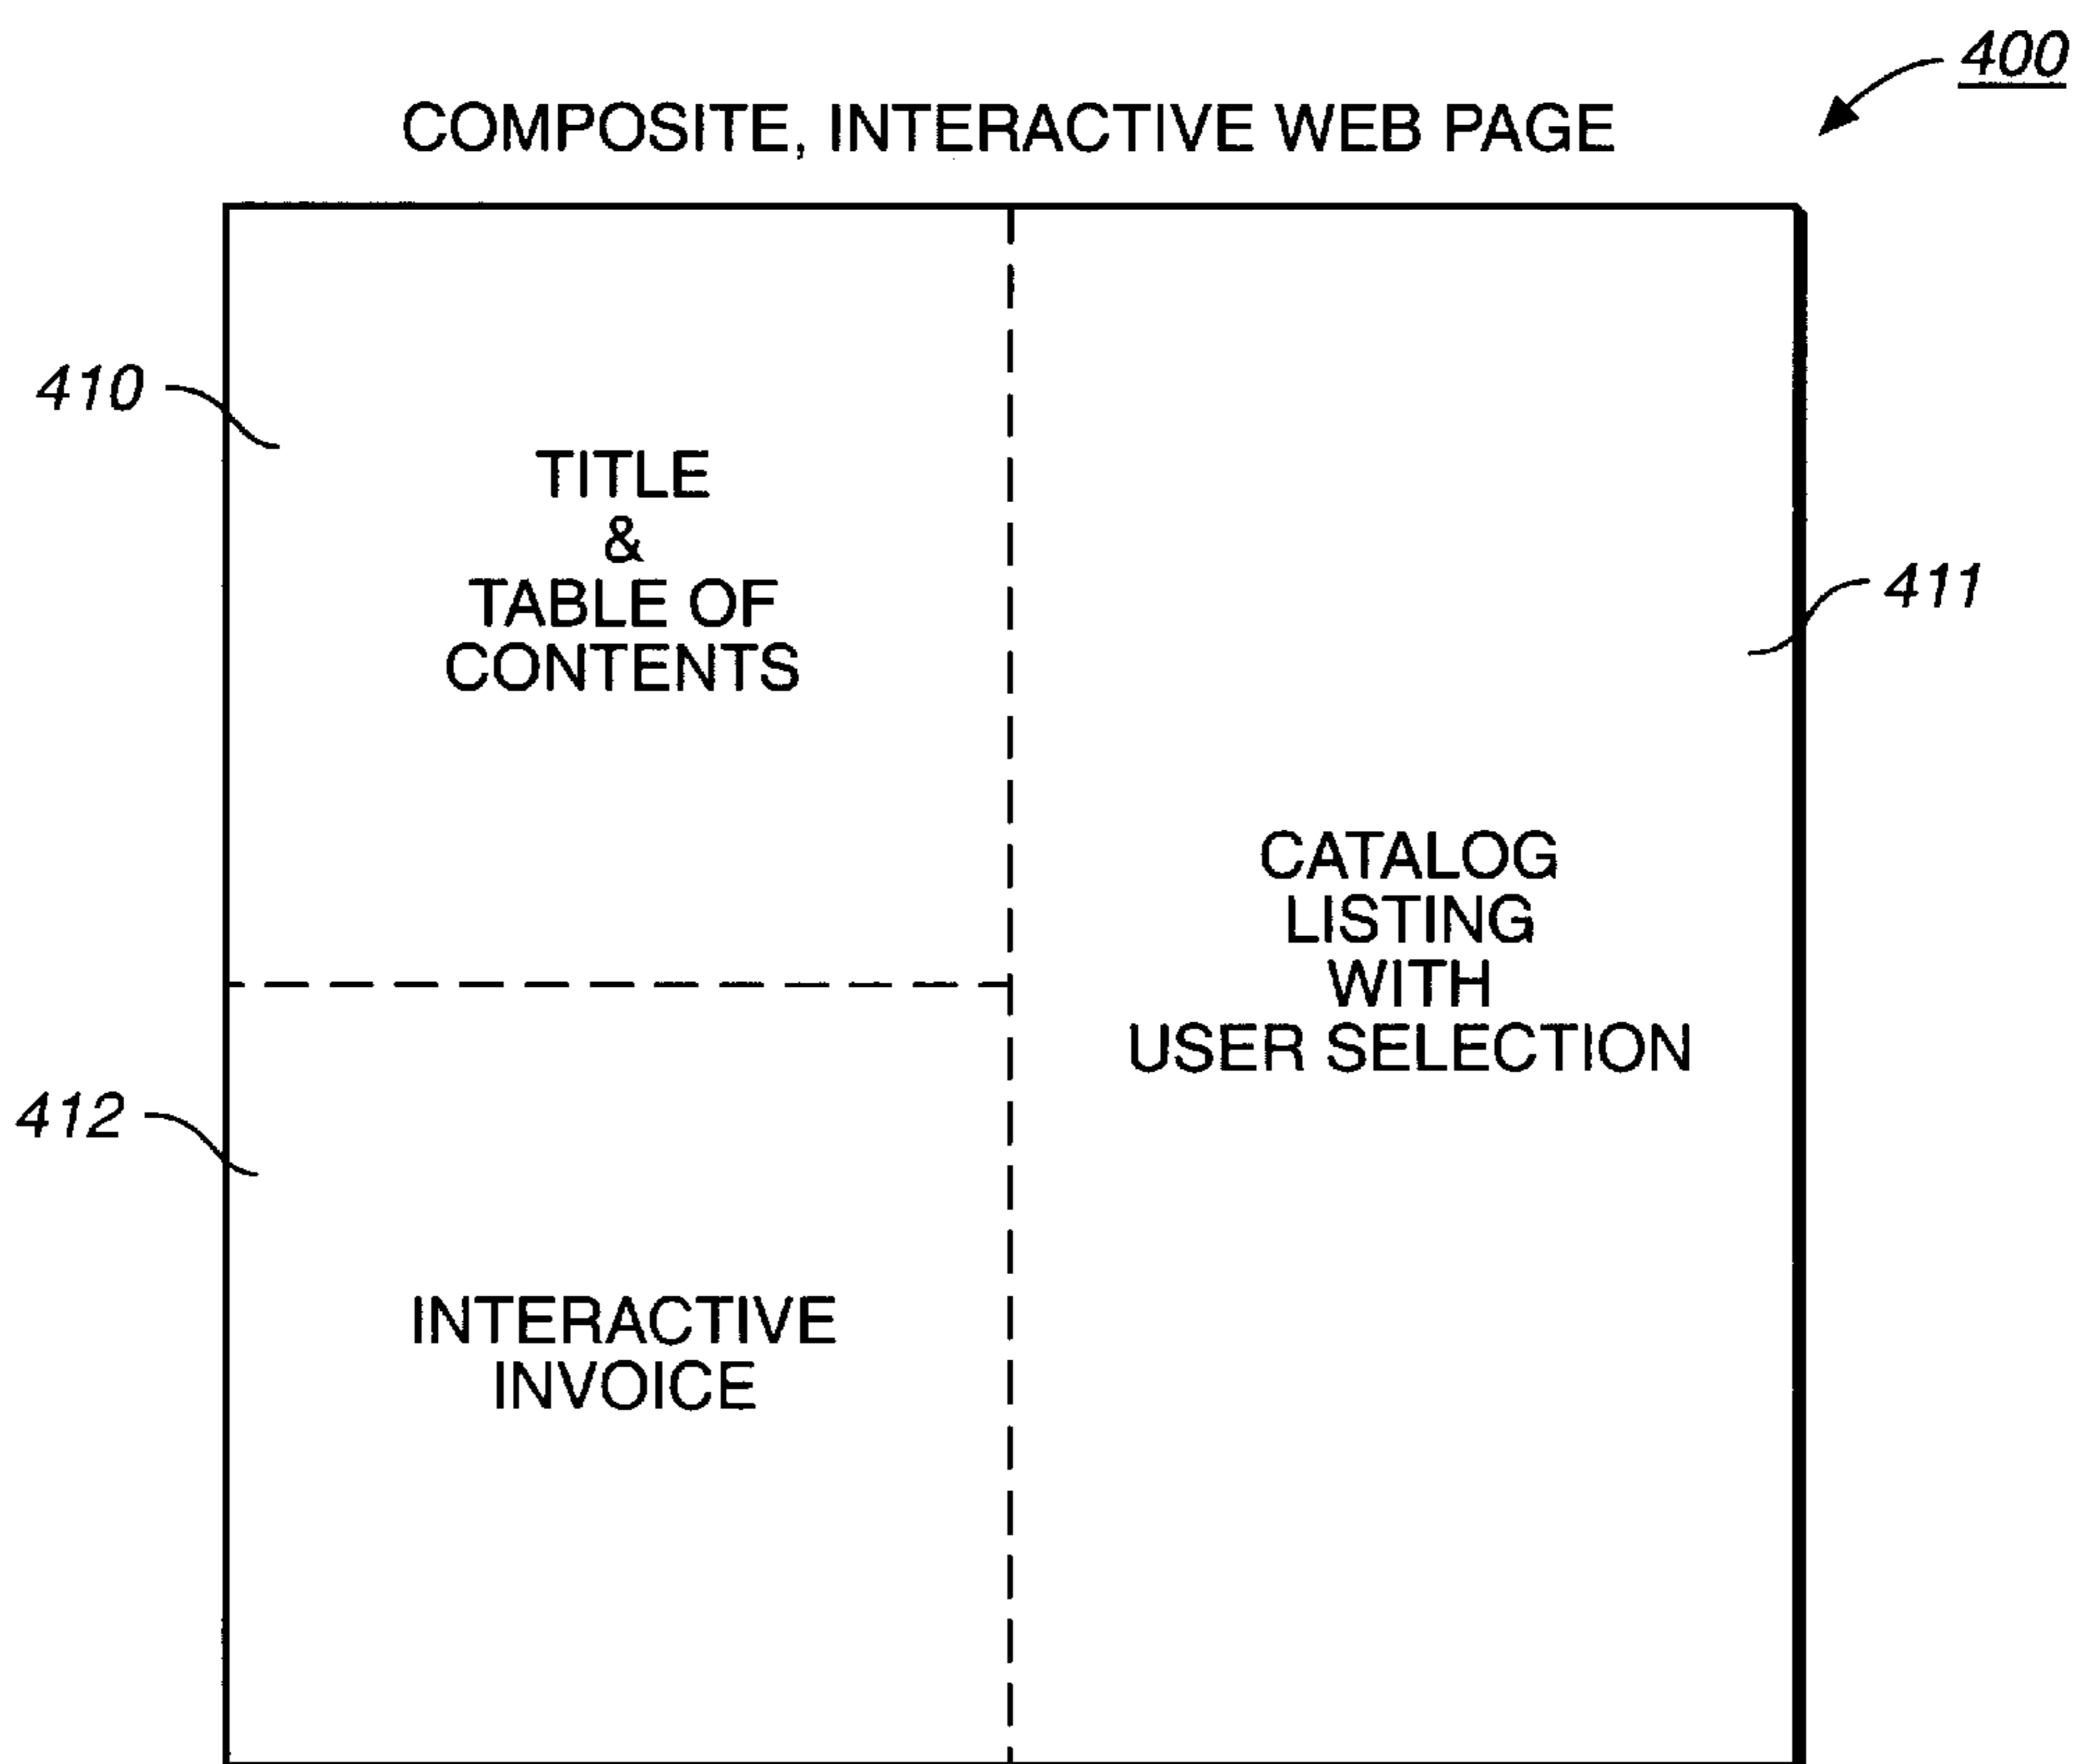 400
COMPOSITE, INTERACTIVE WEB PAGE
410
TITLE
&
TABLE OF
CONTENTS
411
CATALOG
LISTING
WITH
USER SELECTION
412
INTERACTIVE
INVOICE